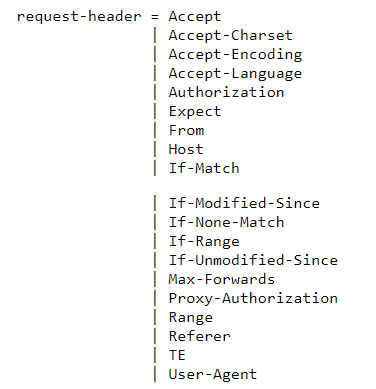 request-header = Accept
| Accept-Charset
| Accept-Encoding
| Accept-Language
| Authorization
| Expect
| From
| Host
| If-Match
| If-Modified-Since
| If-None-Match
| If-Range
| If-Unmodified-Since
| Max-Forwards
| Proxy-Authorization
| Range
| Referer
| TE
| User-Agent